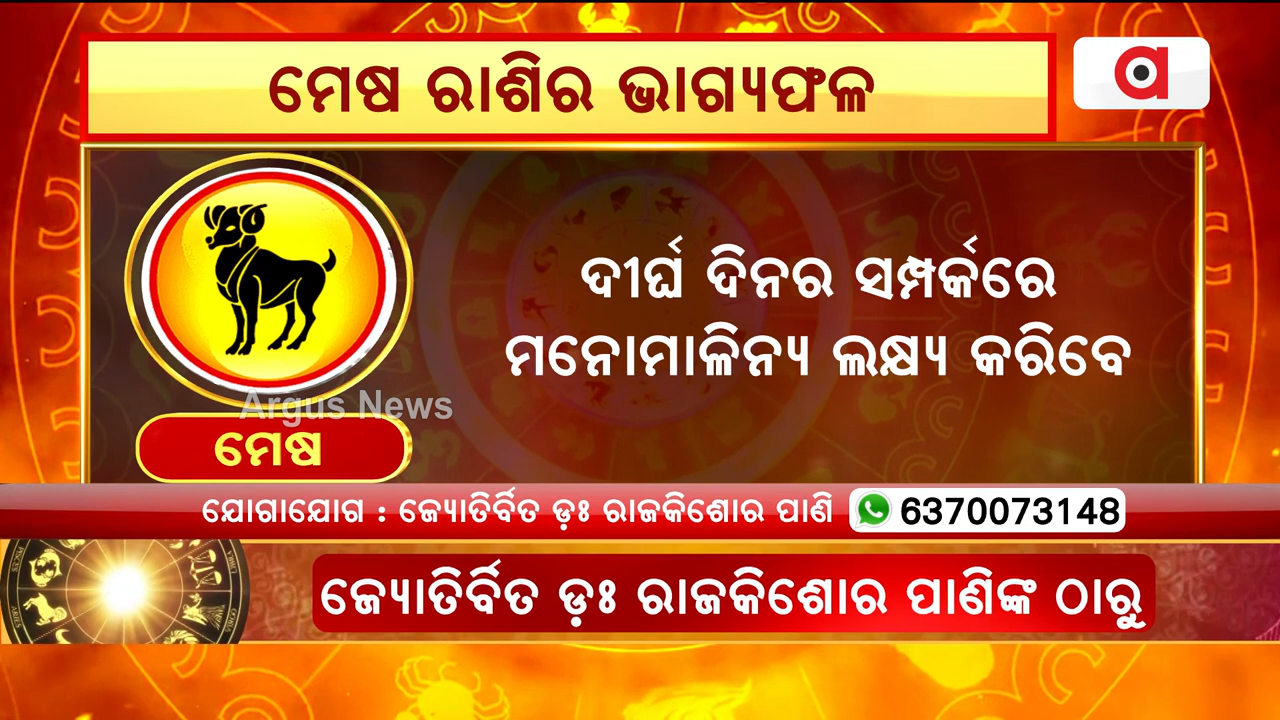 ମେଷ ରାଶିର ଭାଗ୍ୟଫଳ
a
ଦୀର୍ଘ ଦିନର ସମ୍ପର୍କରେ
ମନୋମାଳିନ୍ୟ ଲକ୍ଷ୍ୟ କରିବେ
Argus News
ମେଷ
ଯୋଗାଯୋଗ : ଜ୍ୟୋତିର୍ବିତ ଡ଼ଃ ରାଜକିଶୋର ପାଣି 6370073148
ଜ୍ୟୋତିର୍ବିତ ଡ଼ଃ ରାଜକିଶୋର ପାଣିଙ୍କ ଠାରୁ